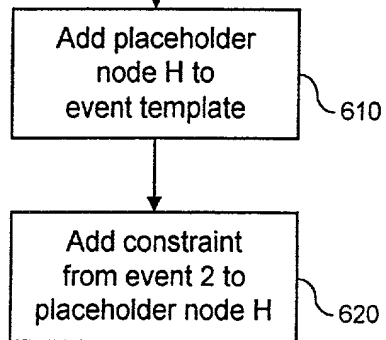 Add placeholder
node H to
event template
610
Add constraint
from event 2 to
placeholder node H
620